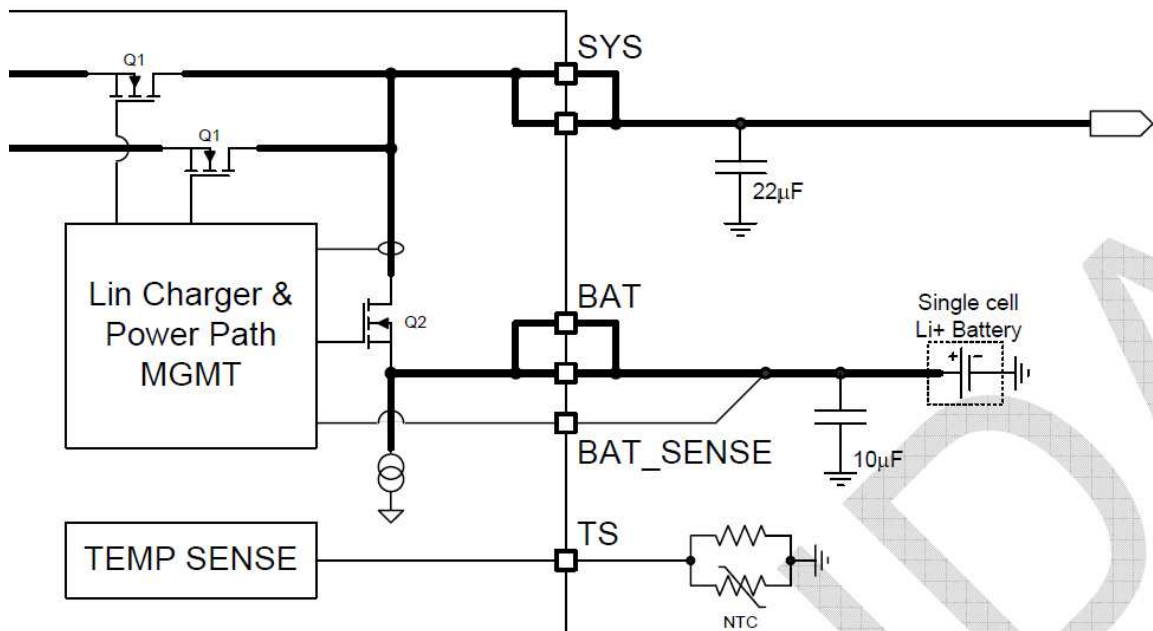 SYS
Q1
Q1
22μF
Lin Charger &
Power Path
MGMT
Q2
BAT
Single cell
Li+ Battery
+ -
BAT_SENSE
10μF
TEMP SENSE
TS
NTC